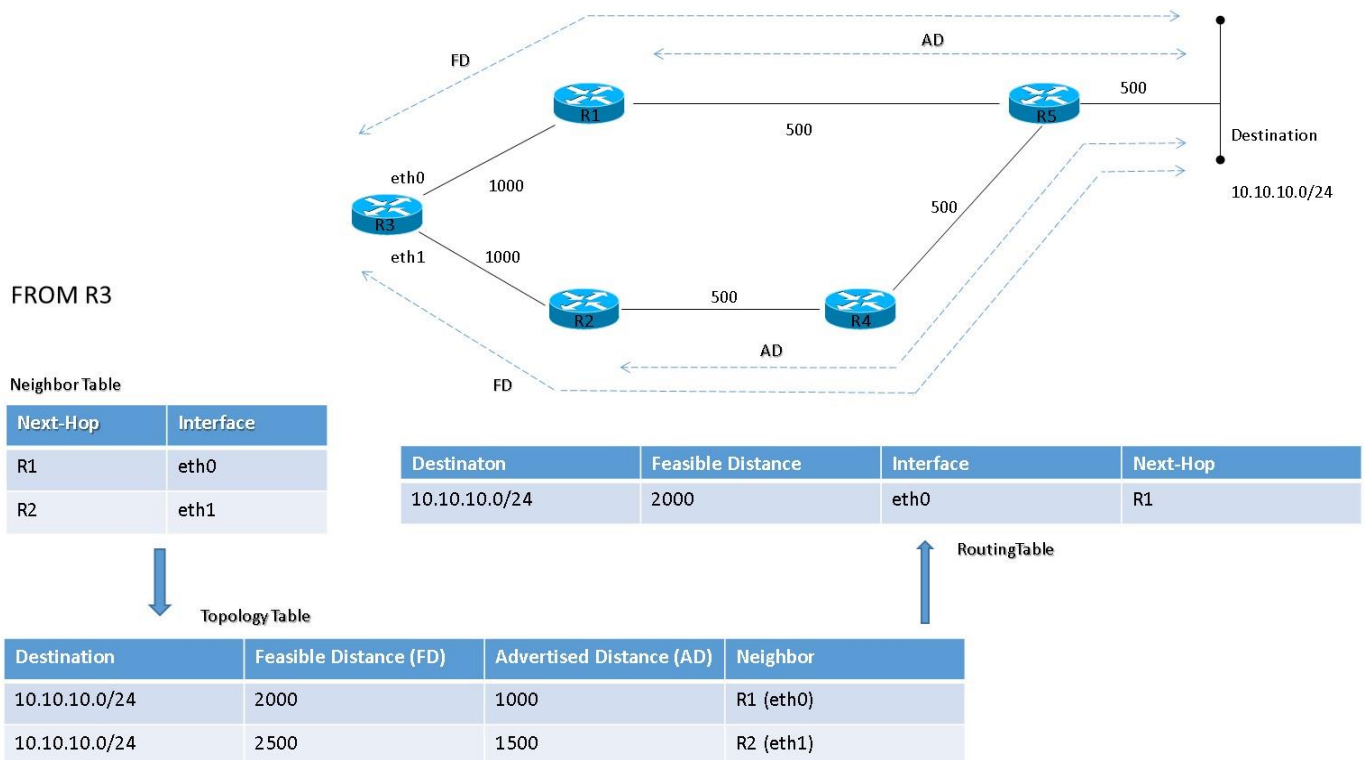 FD
AD
500
R1
R5
500
Destination
10.10.10.0/24
eth0
1000
R3
500
eth1
1000
R2
500
R4
AD
FD
FROM R3
Neighbor Table
Next-Hop Interface
R1 eth0
R2 eth1
Destinaton Feasible Distance Interface Next-Hop
10.10.10.0/24 2000 eth0 R1
RoutingTable
Topology Table
Destination Feasible Distance (FD) Advertised Distance (AD) Neighbor
10.10.10.0/24 2000 1000 R1 (eth0)
10.10.10.0/24 2500 1500 R2 (eth1)